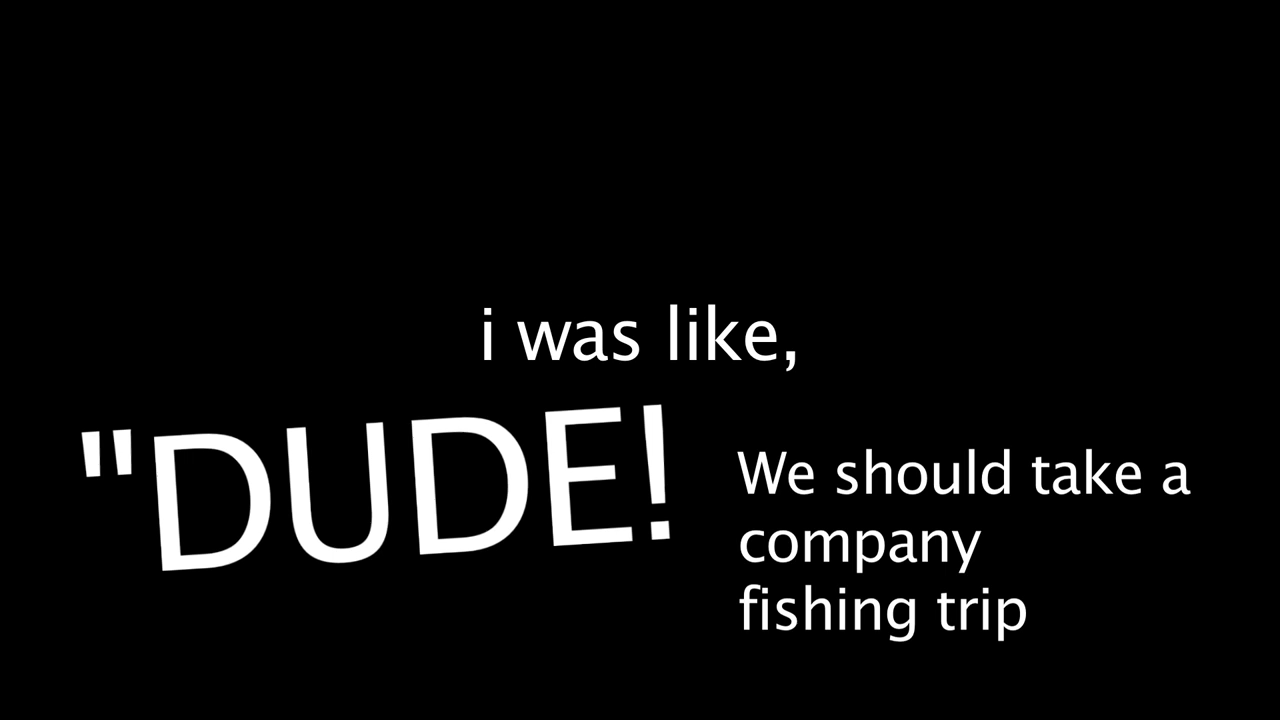 i was like,
"DUDE!
We should take a
company
fishing trip